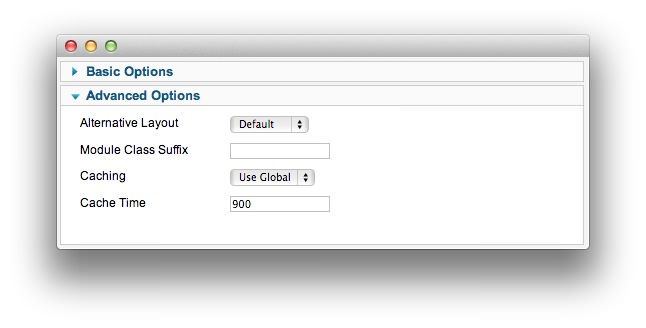 Basic Options
Advanced Options
Alternative Layout Default
Module Class Suffix
Caching Use Global
Cache Time 900